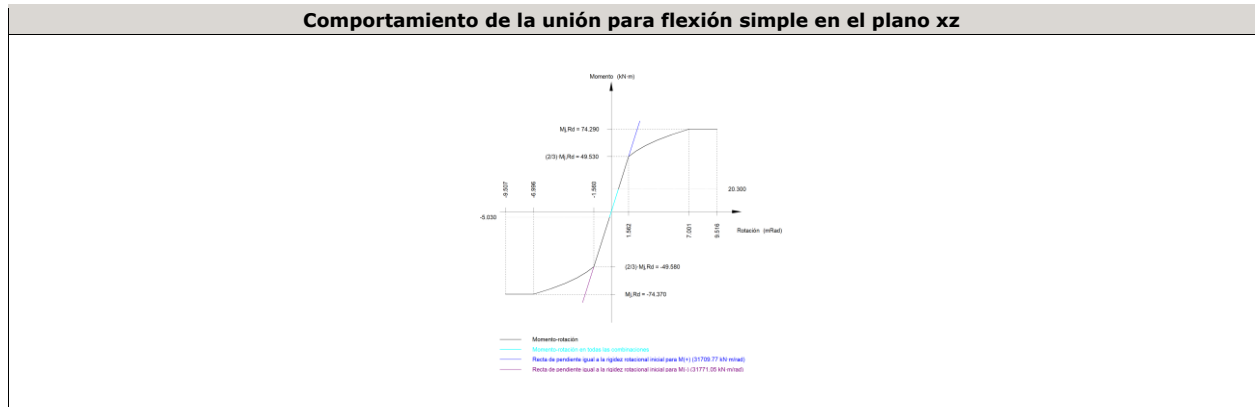 Comportamiento de la unión para flexión simple en el plano xz
Momento (kN·m)
Mj,Rd = 74.290
(2/3)·Mj,Rd = 49.530
-9.507
-6.996
-1.560
20.300
-5.030
1.562
7.001
9.516
Rotación (mRad)
(2/3)·Mj,Rd = -49.580
Mj,Rd = -74.370
Momento-rotación
Momento-rotación en todas las combinaciones
Recta de pendiente igual a la rigidez rotacional inicial para M(+) (31709.77 kN·m/rad)
Recta de pendiente igual a la rigidez rotacional inicial para M(-) (31771.05 kN·m/rad)